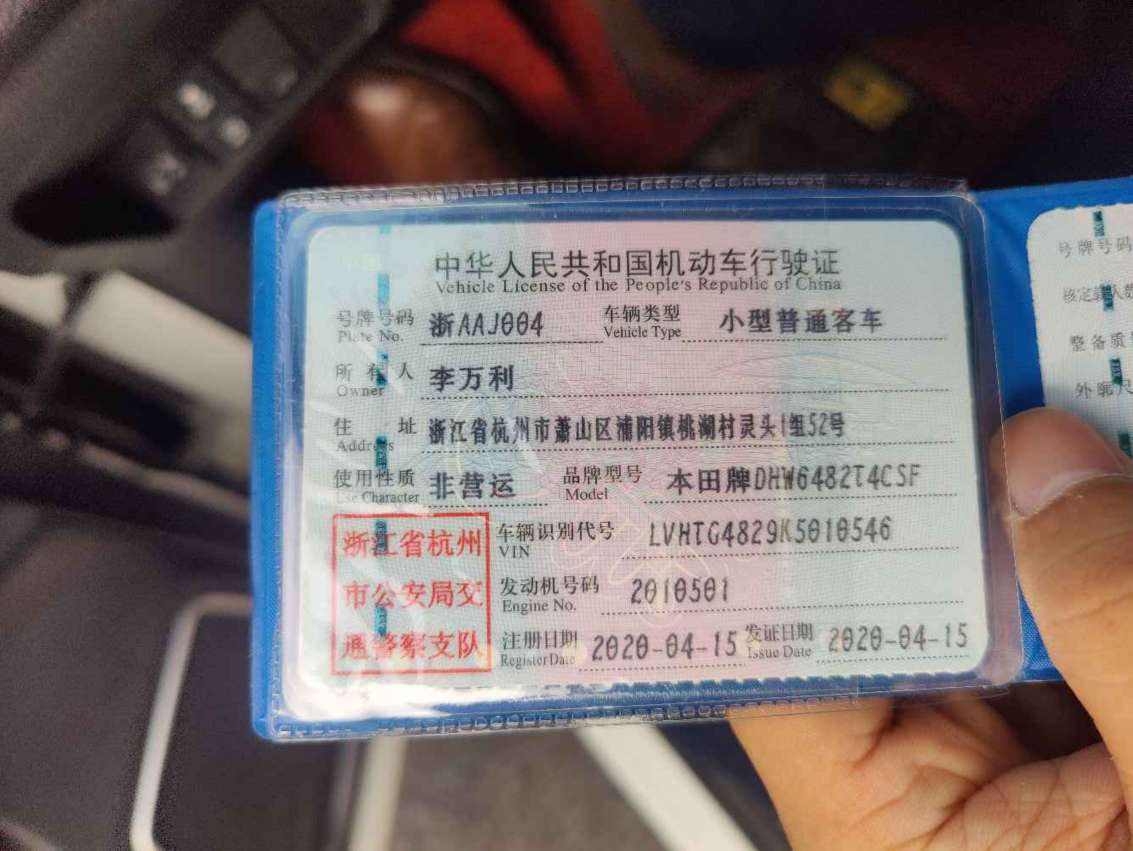 中华人民共和国机动车行驶证
Vehicle License of the People's Republic of China
号牌号码 浙AAJ004 车辆类型 小型普通客车
Plate No. Vehicle Type
所有人 李万利
Owner
住址 浙江省杭州市萧山区浦阳镇桃湖村灵头1组52号
Address
使用性质 非营运 品牌型号 本田牌DHW6482T4CSF
Use Character Model
浙江省杭州
市公安局交
通警察支队
车辆识别代号 LVHTG4829K5010546
VIN
发动机号码 2010501
Engine No.
注册日期 2020-04-15 发证日期 2020-04-15
Register Date Issue Date
号牌号码
核定载人数
整备质量
外廓尺